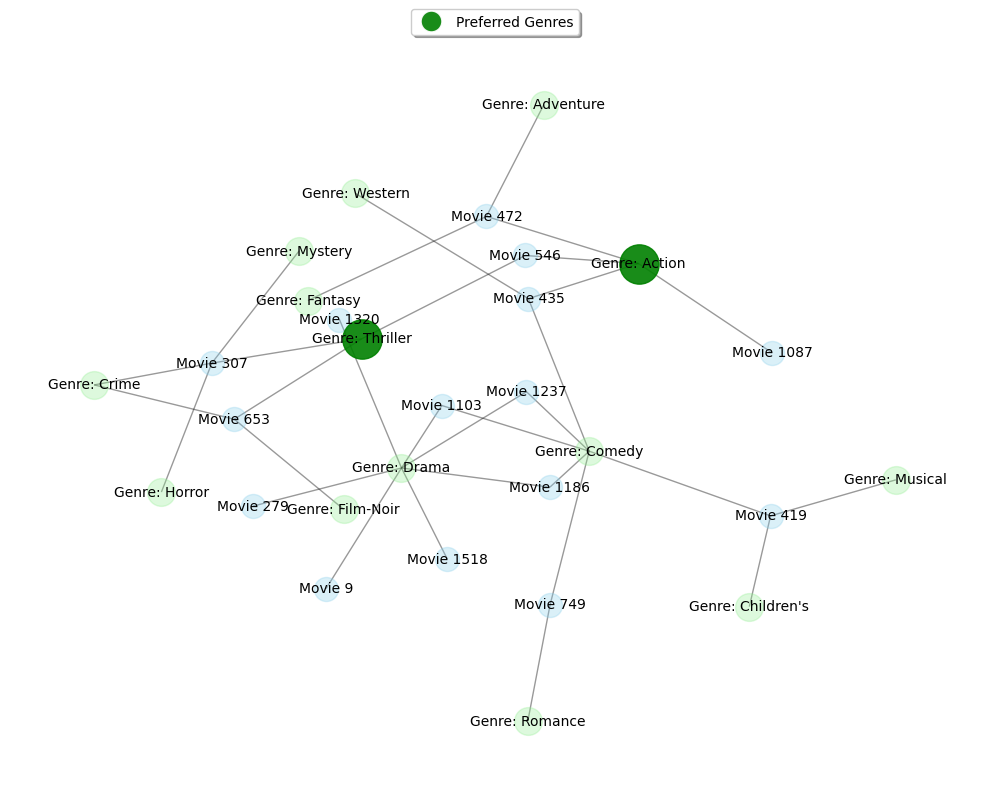 Preferred Genres
Genre: Adventure
Genre: Western
Movie 472
Genre: Mystery
Movie 546
Genre: Action
Genre: Fantasy
Movie 435
Movie 1320
Genre: Thriller
Movie 1087
Movie 307
Genre: Crime
Movie 1237
Movie 1103
Movie 653
Genre: Comedy
Genre: Drama
Genre: Musical
Movie 1186
Genre: Horror
Movie 279
Genre: Film-Noir
Movie 419
Movie 1518
Movie 9
Movie 749
Genre: Children's
Genre: Romance